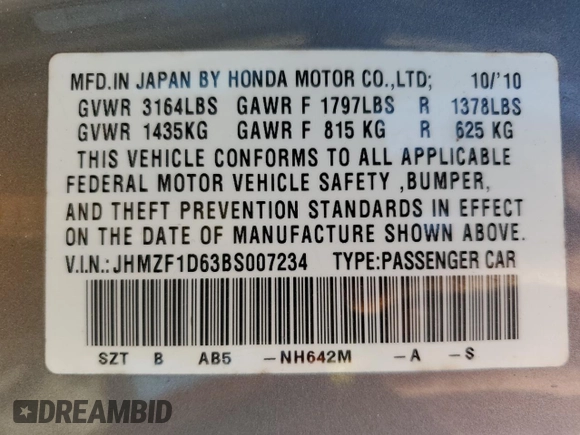 MFD.IN JAPAN BY HONDA MOTOR CO.,LTD; 10/'10
GVWR 3164LBS GAWR F 1797LBS R 1378LBS
GVWR 1435KG GAWR F 815 KG R 625 KG
THIS VEHICLE CONFORMS TO ALL APPLICABLE
FEDERAL MOTOR VEHICLE SAFETY ,BUMPER,
AND THEFT PREVENTION STANDARDS IN EFFECT
ON THE DATE OF MANUFACTURE SHOWN ABOVE.
V.I.N.: JHMZF1D63BS007234 TYPE:PASSENGER CAR
SZT B AB5 -NH642M -A -S
DREAMBID